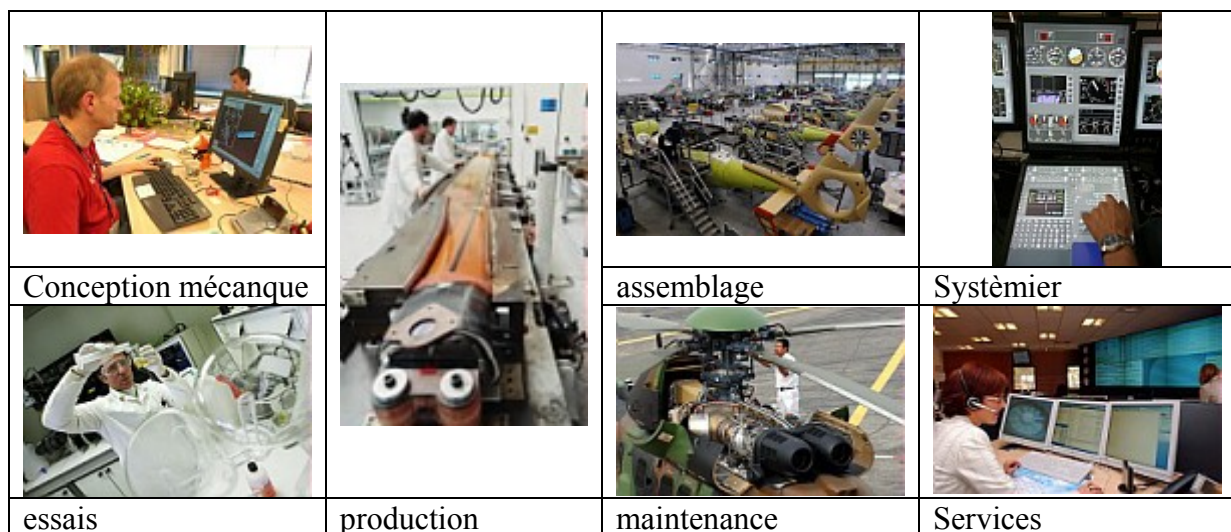 Conception mécanque
assemblage
Systèmier
essais
production
maintenance
Services